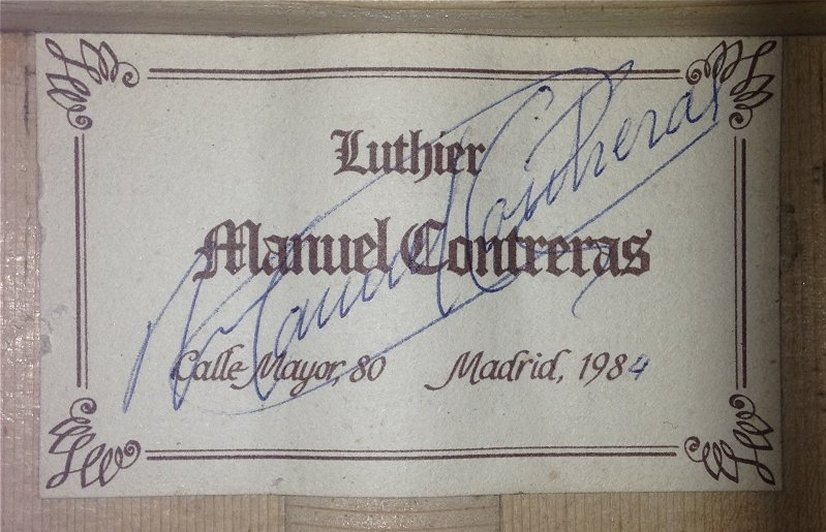 Luthier
Manuel Contreras
Calle Mayor, 80 Madrid, 1984
Manuel Contreras